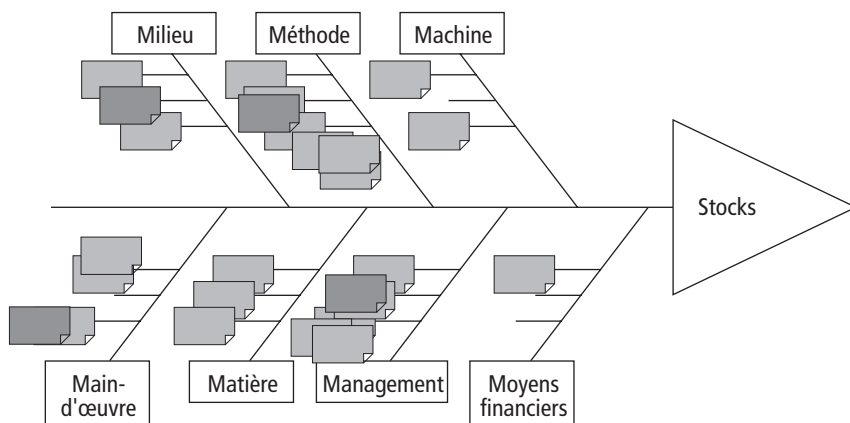 Milieu
Méthode
Machine
Stocks
Main-
d'œuvre
Matière
Management
Moyens
financiers